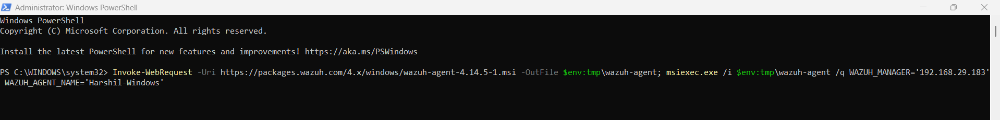 Administrator: Windows PowerShell
Windows PowerShell
Copyright (C) Microsoft Corporation. All rights reserved.
Install the latest PowerShell for new features and improvements! https://aka.ms/PSWindows
PS C:\WINDOWS\system32> Invoke-WebRequest -Uri https://packages.wazuh.com/4.x/windows/wazuh-agent-4.14.5-1.msi -OutFile $env:tmp\wazuh-agent; msiexec.exe /i $env:tmp\wazuh-agent /q WAZUH_MANAGER='192.168.29.183'
WAZUH_AGENT_NAME='Harshil-Windows'